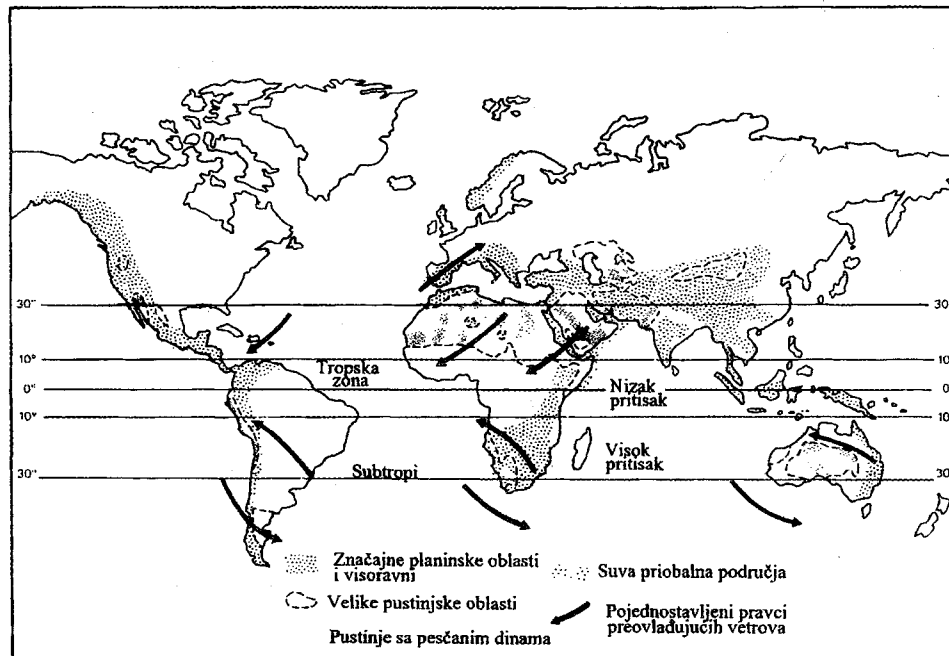 30°
30°
10°
10
Tropska
zona
0°
Nizak
pritisak
0
10°
10
Visok
pritisak
Subtropi
30°
30
Značajne planinske oblasti
i visoravni
Suva priobalna područja
Velike pustinjske oblasti
Pojednostavljeni pravci
preovlađujućih vetrova
Pustinje sa pesčanim dinama